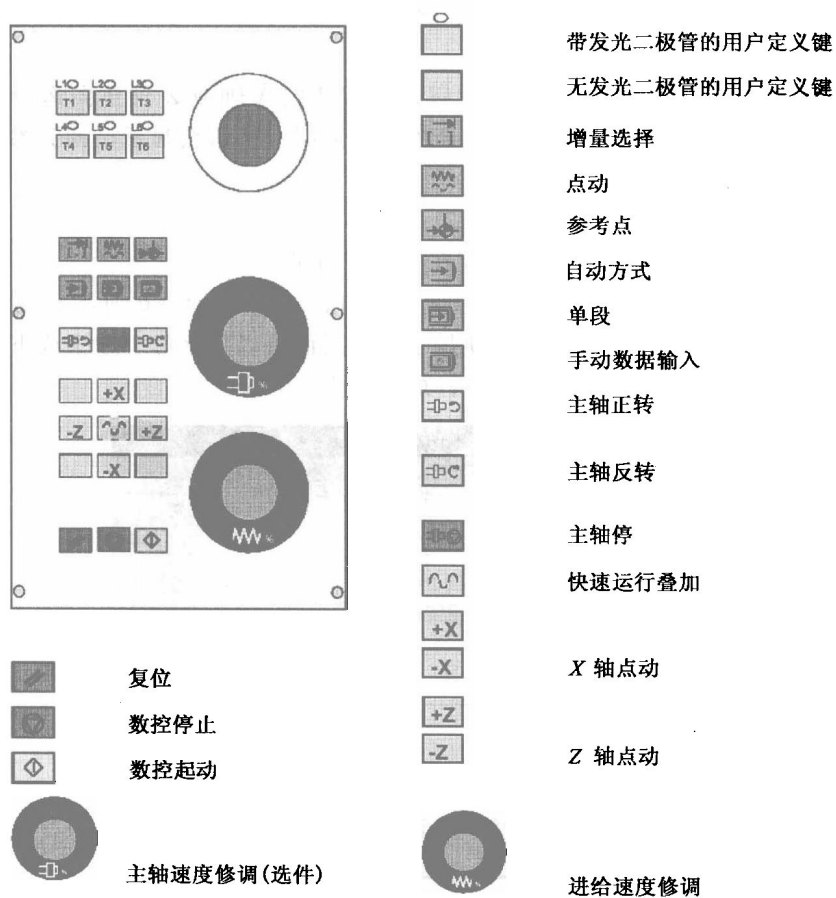 L1 L2 L3
T1 T2 T3
L4 L5 L6
T4 T5 T6
%
+X
-Z +Z
-X
%
复位
数控停止
数控起动
%
主轴速度修调(选件)
带发光二极管的用户定义键
无发光二极管的用户定义键
[.] 增量选择
点动
参考点
自动方式
单段
手动数据输入
主轴正转
主轴反转
主轴停
快速运行叠加
+X
-X X 轴点动
+Z
-Z Z 轴点动
%
进给速度修调